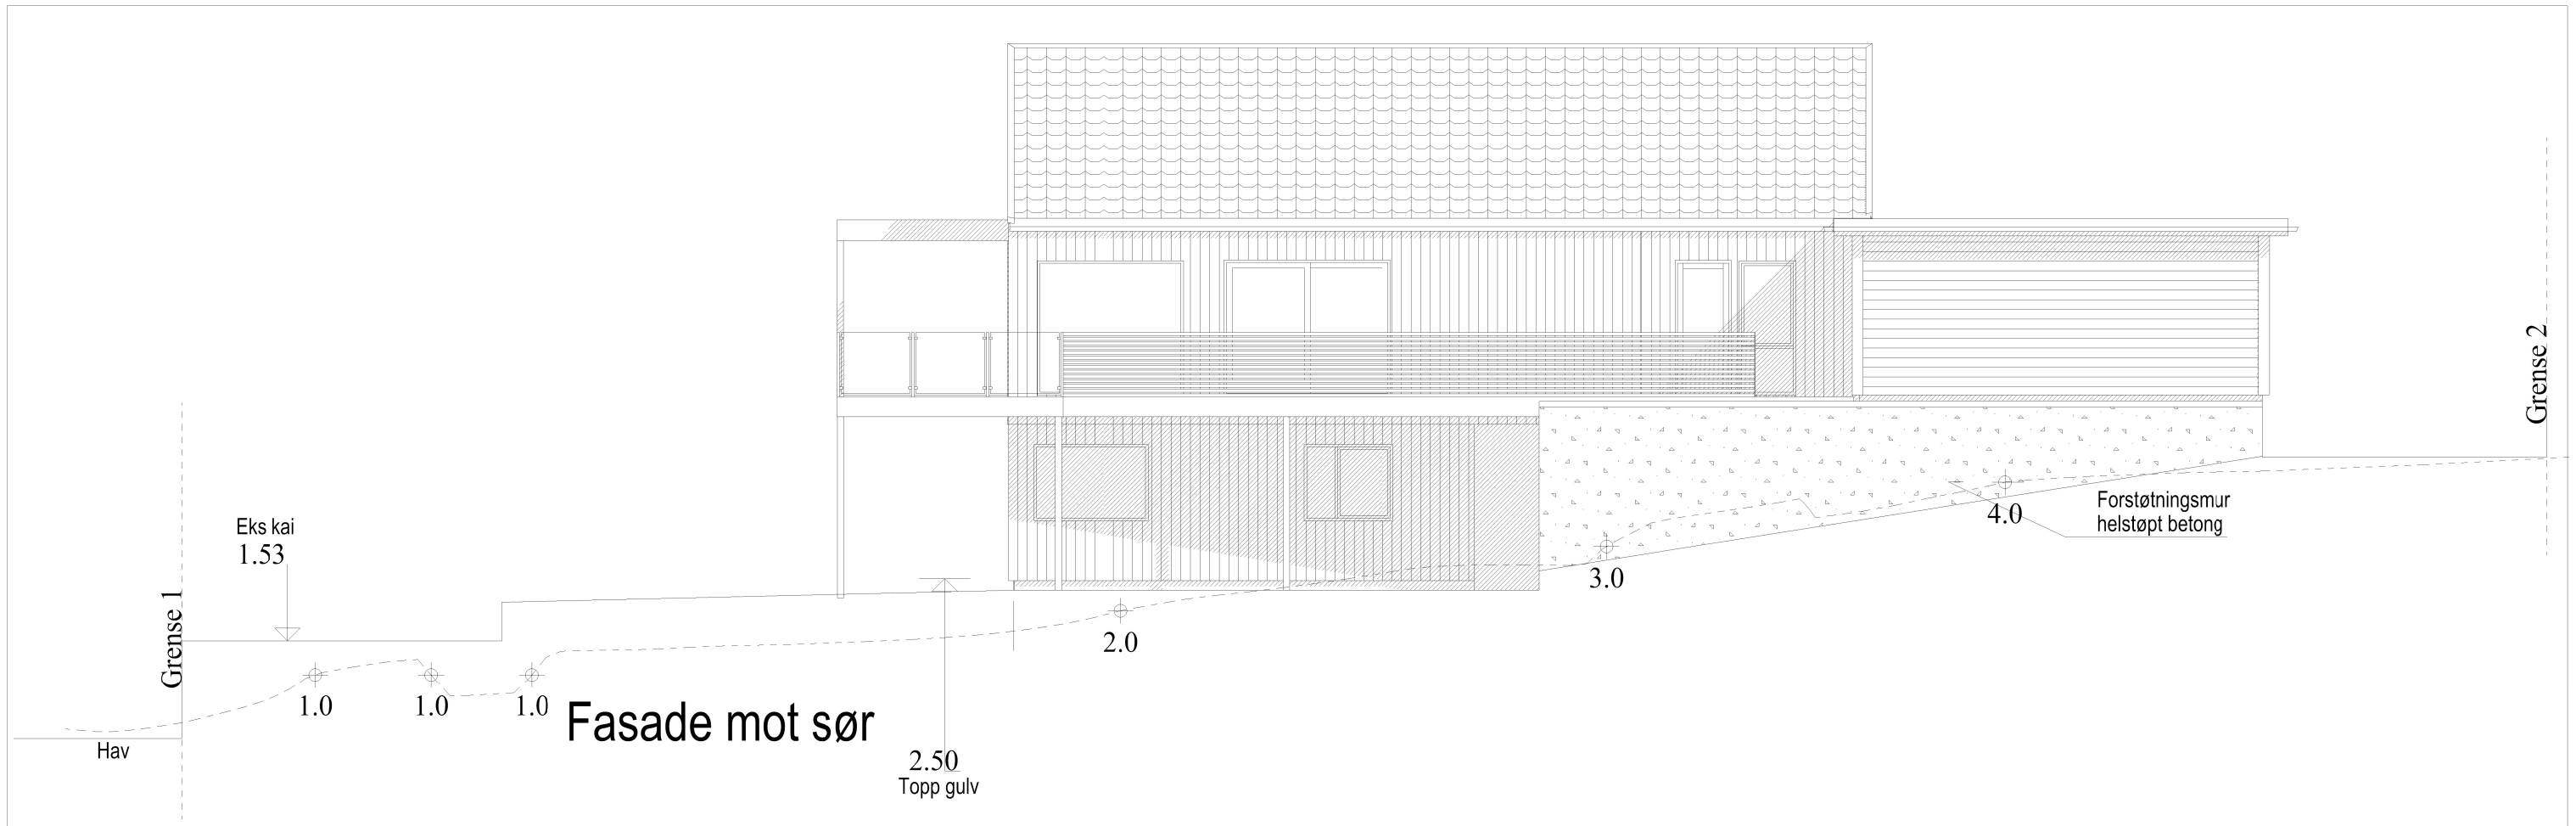 Grense 2
Eks kai
1.53
Forstøtningsmur
helstøpt betong
4.0
3.0
Grense 1
2.0
1.0
1.0
1.0
Fasade mot sør
Hav
2.50
Topp gulv